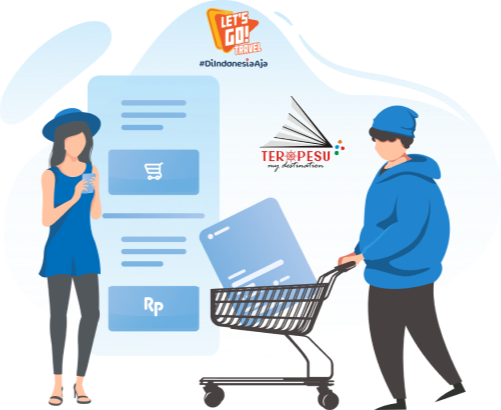 LET'S
GO!
TRAVEL
#DiIndonesiaAja
TEROPESU
my destination
Rp